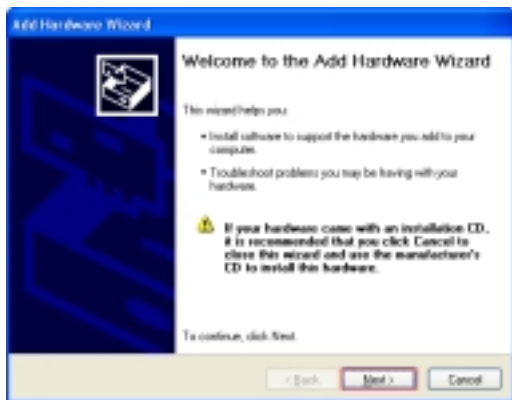 Add Hardware Wizard
Welcome to the Add Hardware Wizard
This wizard helps you:
• Install software to support the hardware you add to your
computer.
• Troubleshoot problems you may be having with your
hardware.
If your hardware came with an installation CD,
it is recommended that you click Cancel to
close this wizard and use the manufacturer's
CD to install this hardware.
To continue, click Next.
< Back
Next >
Cancel